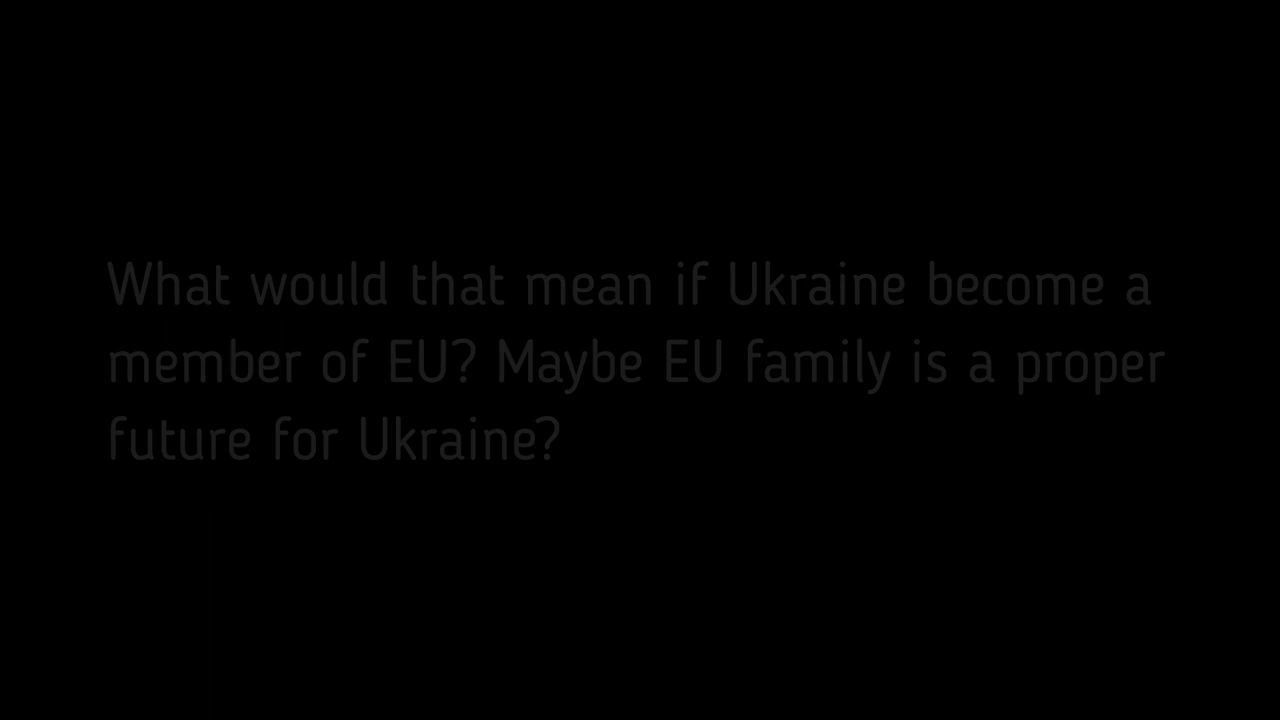 What would that mean if Ukraine become a
member of EU? Maybe EU family is a proper
future for Ukraine?